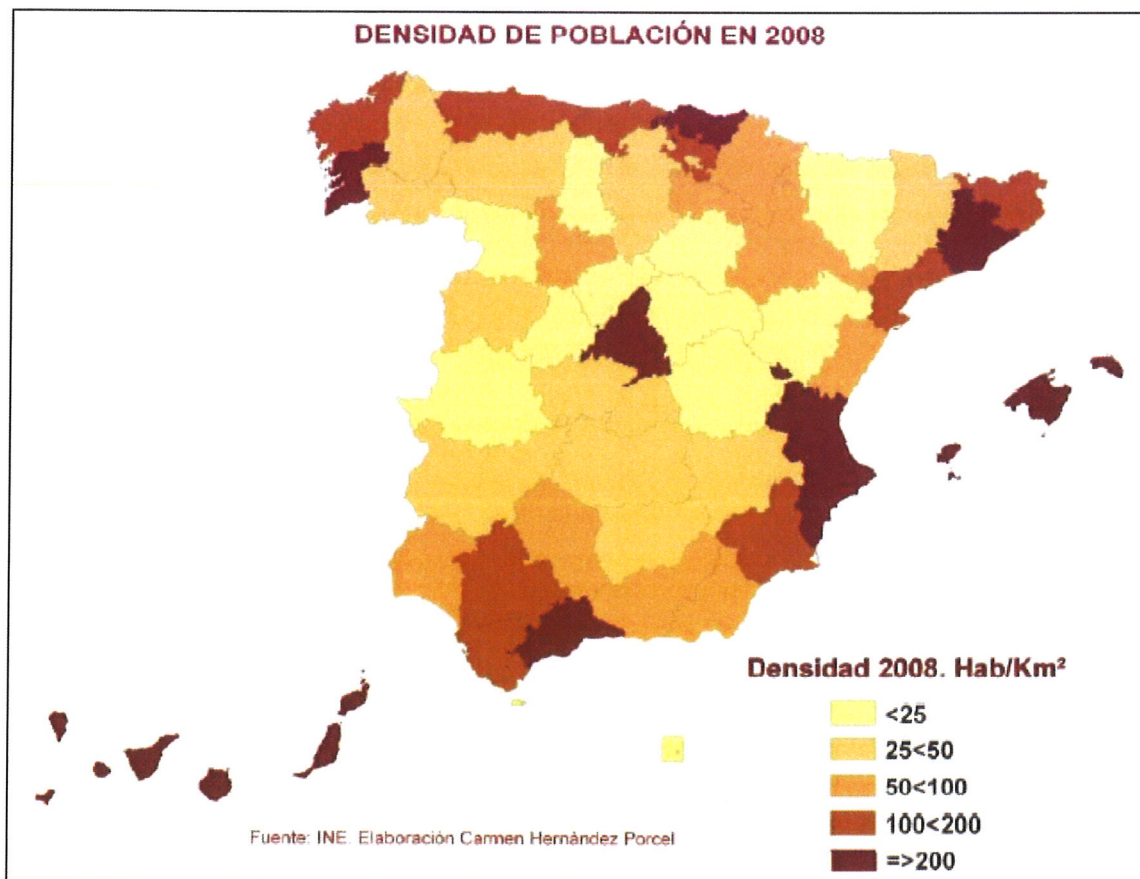 DENSIDAD DE POBLACIÓN EN 2008
Densidad 2008. Hab/Km²
<25
25<50
50<100
100<200
=>200
Fuente: INE. Elaboración Carmen Hernàndez Porcel